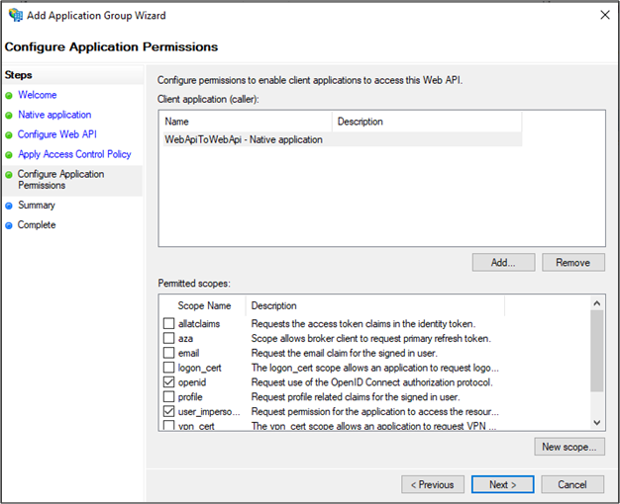 Add Application Group Wizard
Configure Application Permissions
Steps
Welcome
Native application
Configure Web API
Apply Access Control Policy
Configure Application
Permissions
Summary
Complete
Configure permissions to enable client applications to access this Web API.
Client application (caller):
Name Description
WebApiToWebApi - Native application
Add... Remove
Permitted scopes:
Scope Name Description
allatclaims Requests the access token claims in the identity token.
aza Scope allows broker client to request primary refresh token.
email Request the email claim for the signed in user.
logon_cert The logon_cert scope allows an application to request logo...
openid Request use of the OpenID Connect authorization protocol.
profile Request profile related claims for the signed in user.
user_imperso... Request permission for the application to access the resour...
vpn_cert The vpn_cert scope allows an application to request VPN ...
New scope...
< Previous Next > Cancel